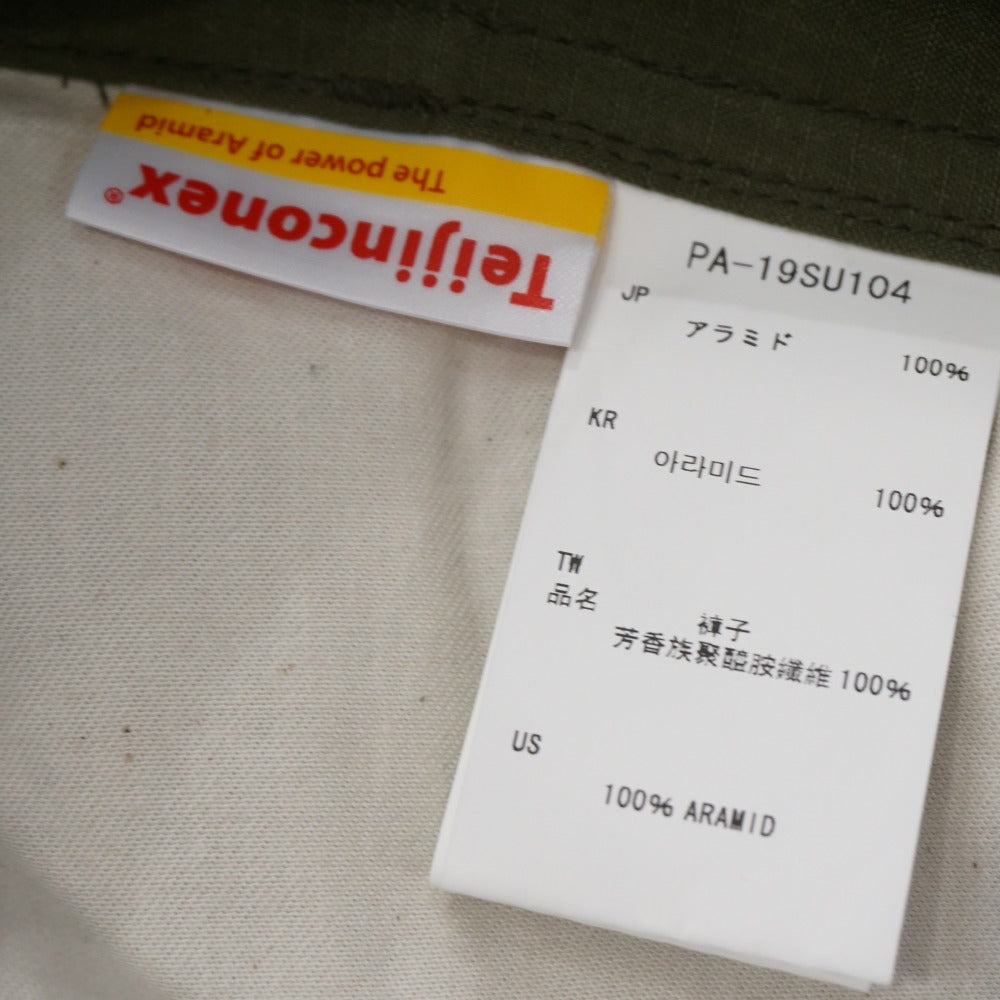 The power of Aramid
Teijinconex®
PA-19SU104
JP
アラミド 100%
KR
아라미드 100%
TW
品名 褲子
芳香族聚醯胺纖維 100%
US
100% ARAMID